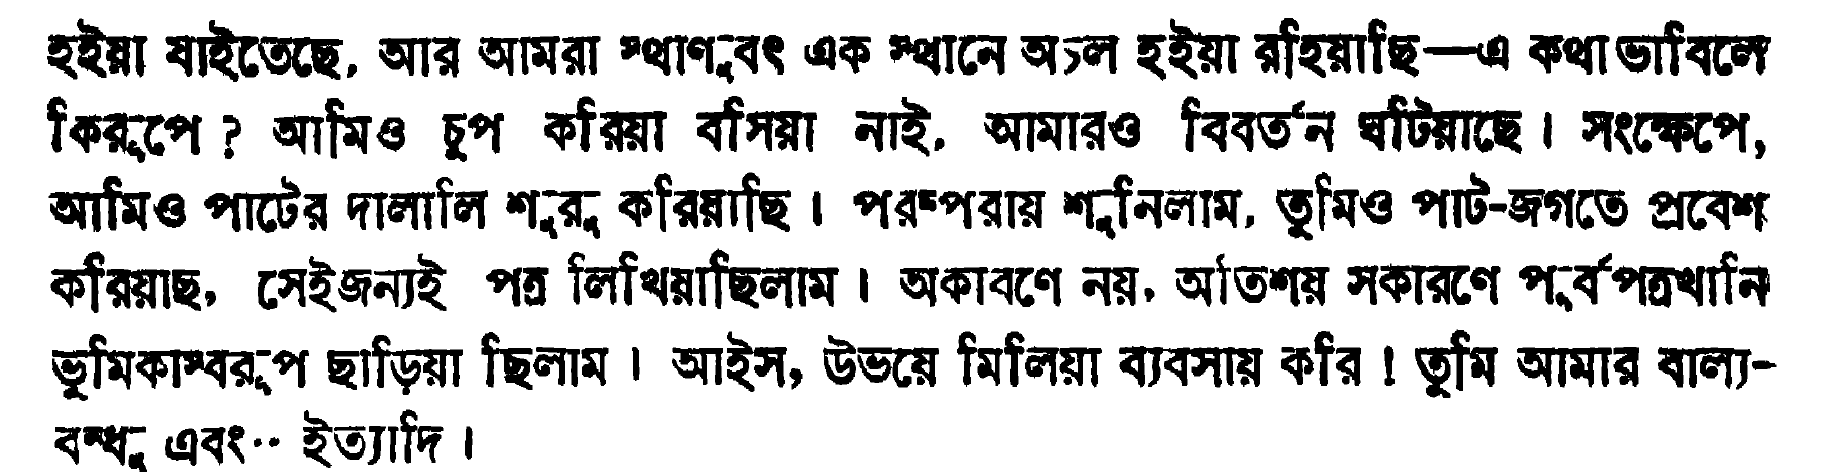 হইয়া যাইতেছে, আর আমরা স্থাণুবৎ এক স্থানে অচল হইয়া রহিয়াছি—এ কথা ভাবিলে
কিরূপে ? আমিও চুপ করিয়া বসিয়া নাই, আমারও বিবর্তন ঘটিয়াছে । সংক্ষেপে,
আমিও পাটের দালালি শুরু করিয়াছি । পরম্পরায় শুনিলাম, তুমিও পাট-জগতে প্রবেশ
করিয়াছ, সেইজন্যই পত্র লিখিয়াছিলাম । অকারণে নয়, অতিশয় সকারণে পূর্বপত্রখানি
ভূমিকাস্বরূপ ছাড়িয়া ছিলাম । আইস, উভয়ে মিলিয়া ব্যবসায় করি ! তুমি আমার বাল্য-
বন্ধু এবং·· ইত্যাদি ।